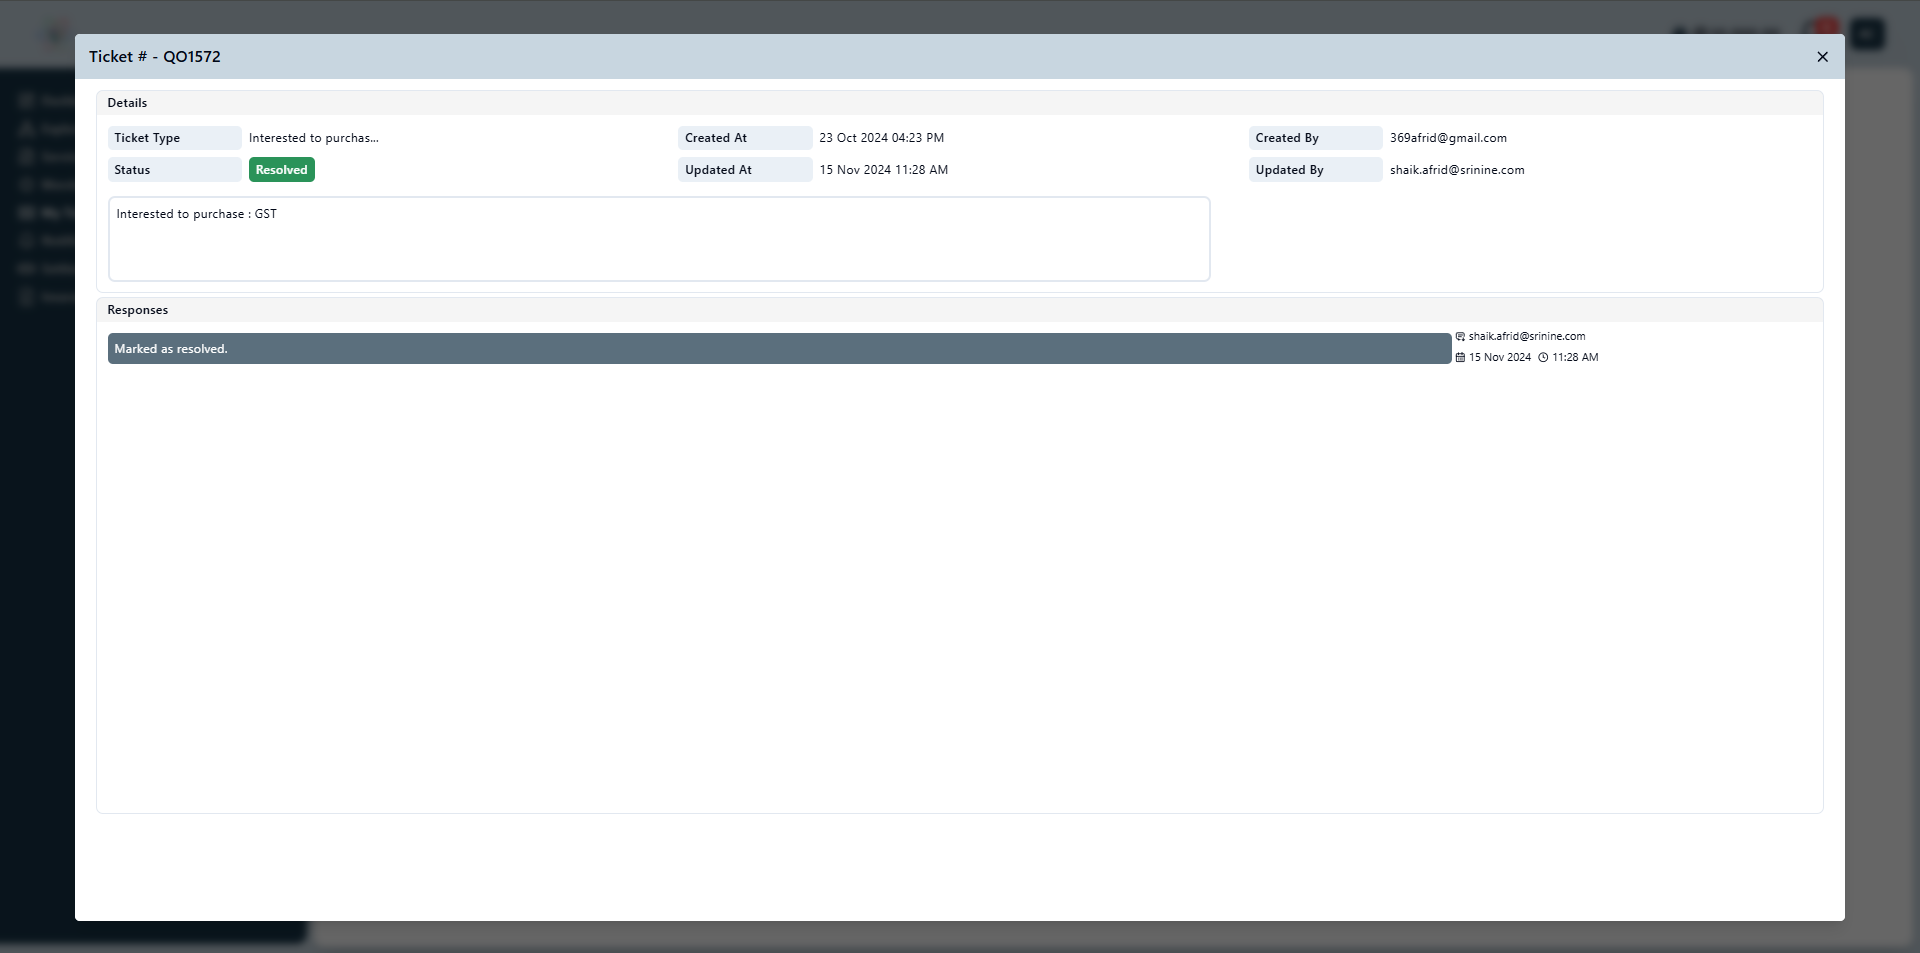 Ticket # - QO1572
Details
Ticket Type Interested to purchas... Created At 23 Oct 2024 04:23 PM Created By 369afrid@gmail.com
Status Resolved Updated At 15 Nov 2024 11:28 AM Updated By shaik.afrid@srinine.com
Interested to purchase : GST
Responses
Marked as resolved.
shaik.afrid@srinine.com
15 Nov 2024 11:28 AM